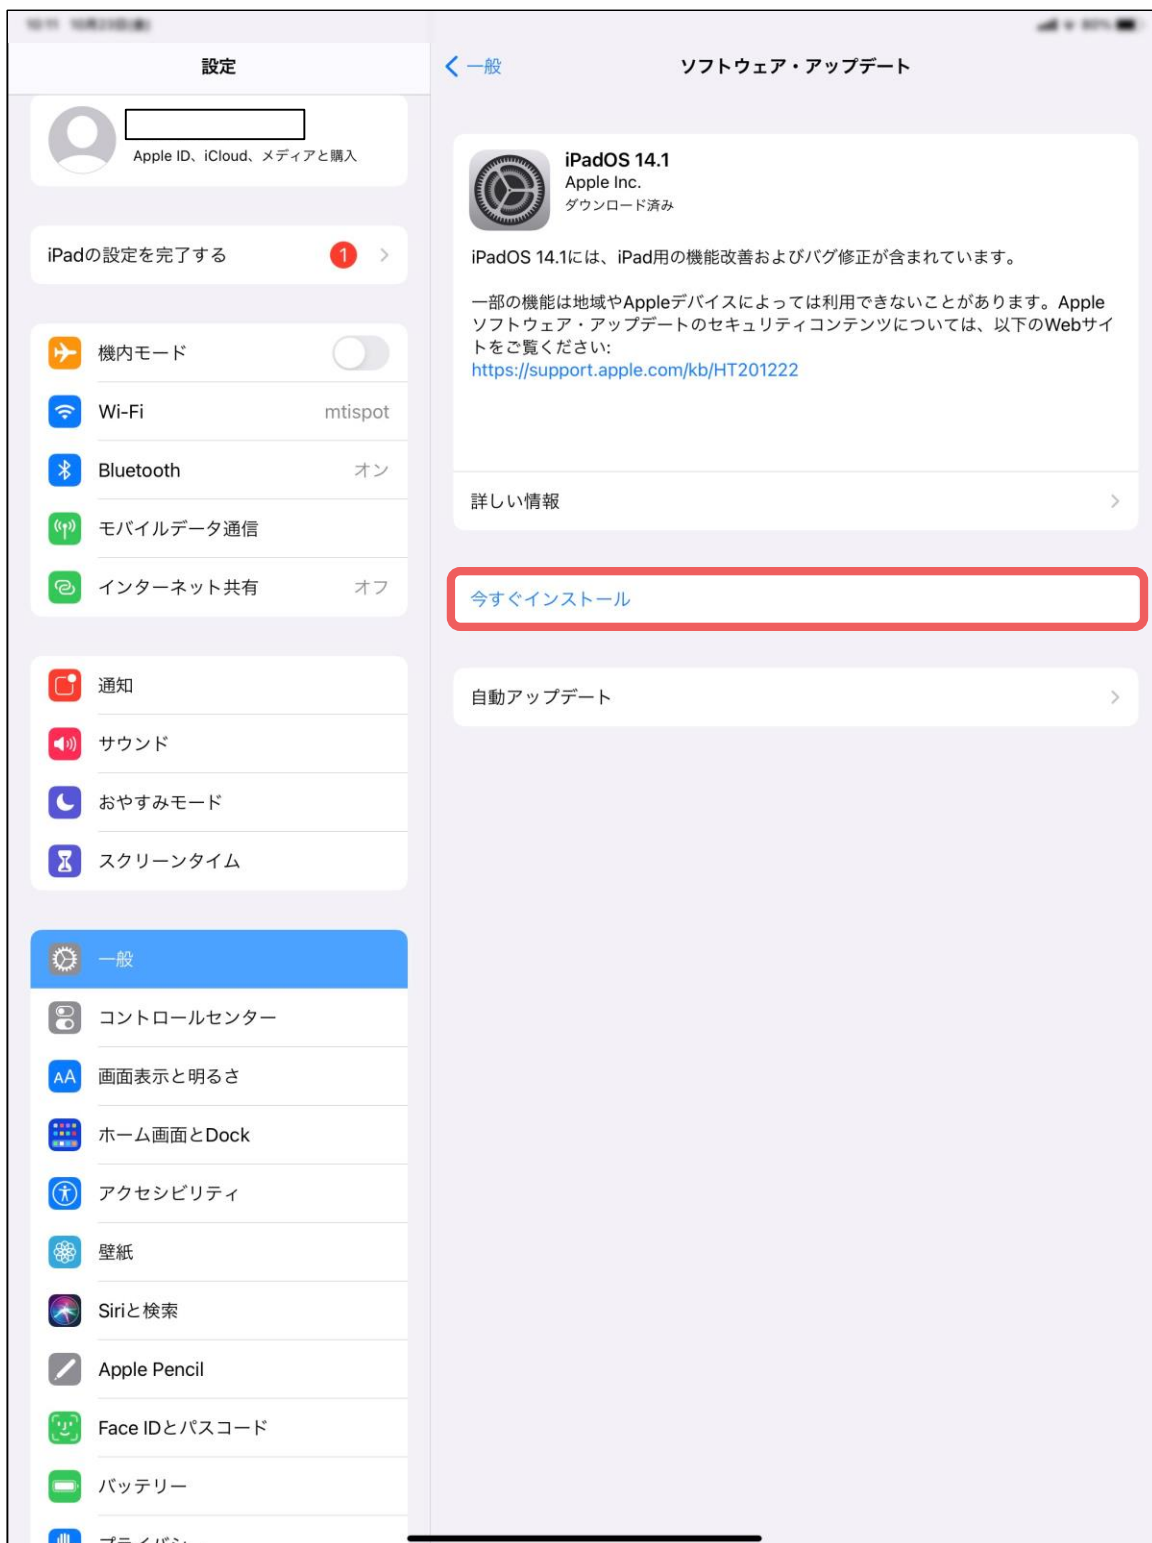 設定
Apple ID、iCloud、メディアと購入
iPadの設定を完了する
1
機内モード
Wi-Fi
mtispot
Bluetooth
オン
モバイルデータ通信
インターネット共有
オフ
通知
サウンド
おやすみモード
スクリーンタイム
一般
コントロールセンター
AA
画面表示と明るさ
ホーム画面とDock
アクセシビリティ
壁紙
Siriと検索
Apple Pencil
Face IDとパスコード
バッテリー
プライバシー
一般
ソフトウェア・アップデート
iPadOS 14.1
Apple Inc.
ダウンロード済み
iPadOS 14.1には、iPad用の機能改善およびバグ修正が含まれています。
一部の機能は地域やAppleデバイスによっては利用できないことがあります。Apple
ソフトウェア・アップデートのセキュリティコンテンツについては、以下のWebサイ
トをご覧ください:
https://support.apple.com/kb/HT201222
詳しい情報
今すぐインストール
自動アップデート